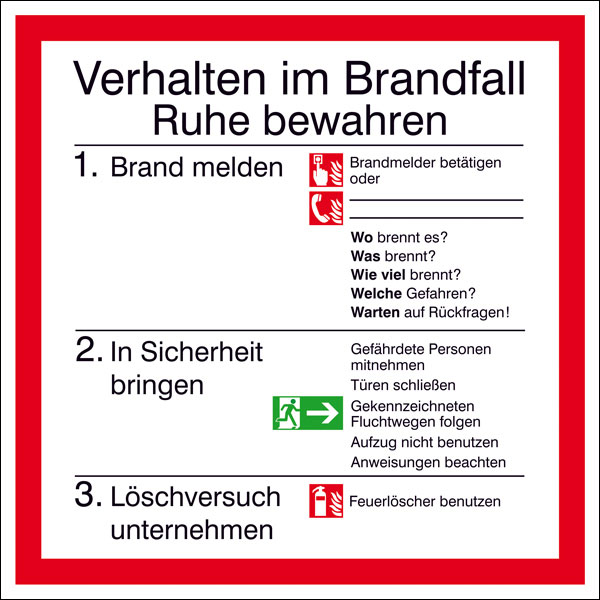 Verhalten im Brandfall
Ruhe bewahren
1. Brand melden
Brandmelder betätigen
oder
Wo brennt es?
Was brennt?
Wie viel brennt?
Welche Gefahren?
Warten auf Rückfragen!
2. In Sicherheit
bringen
Gefährdete Personen
mitnehmen
Türen schließen
Gekennzeichneten
Fluchtwegen folgen
Aufzug nicht benutzen
Anweisungen beachten
3. Löschversuch
unternehmen
Feuerlöscher benutzen